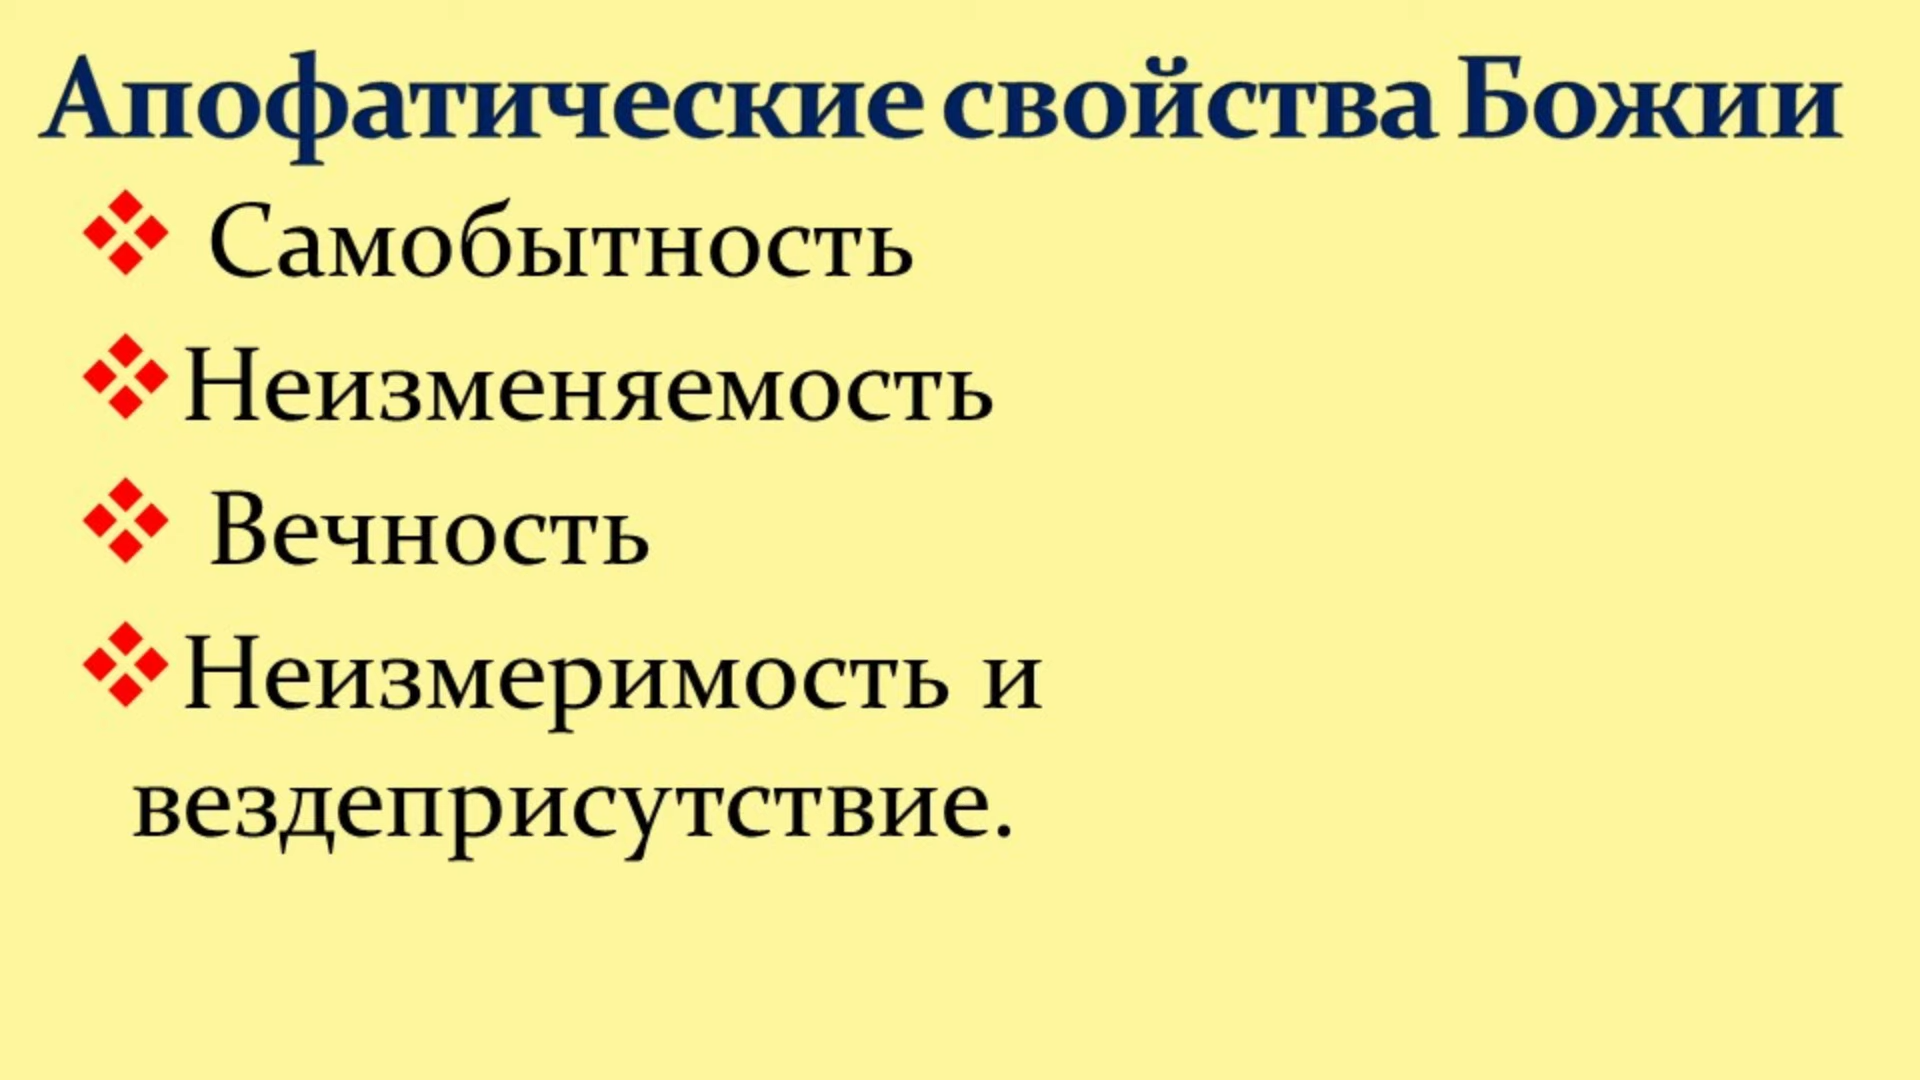 Апофатические свойства Божии
❖ Самобытность
❖ Неизменяемость
❖ Вечность
❖ Неизмеримость и
вездеприсутствие.